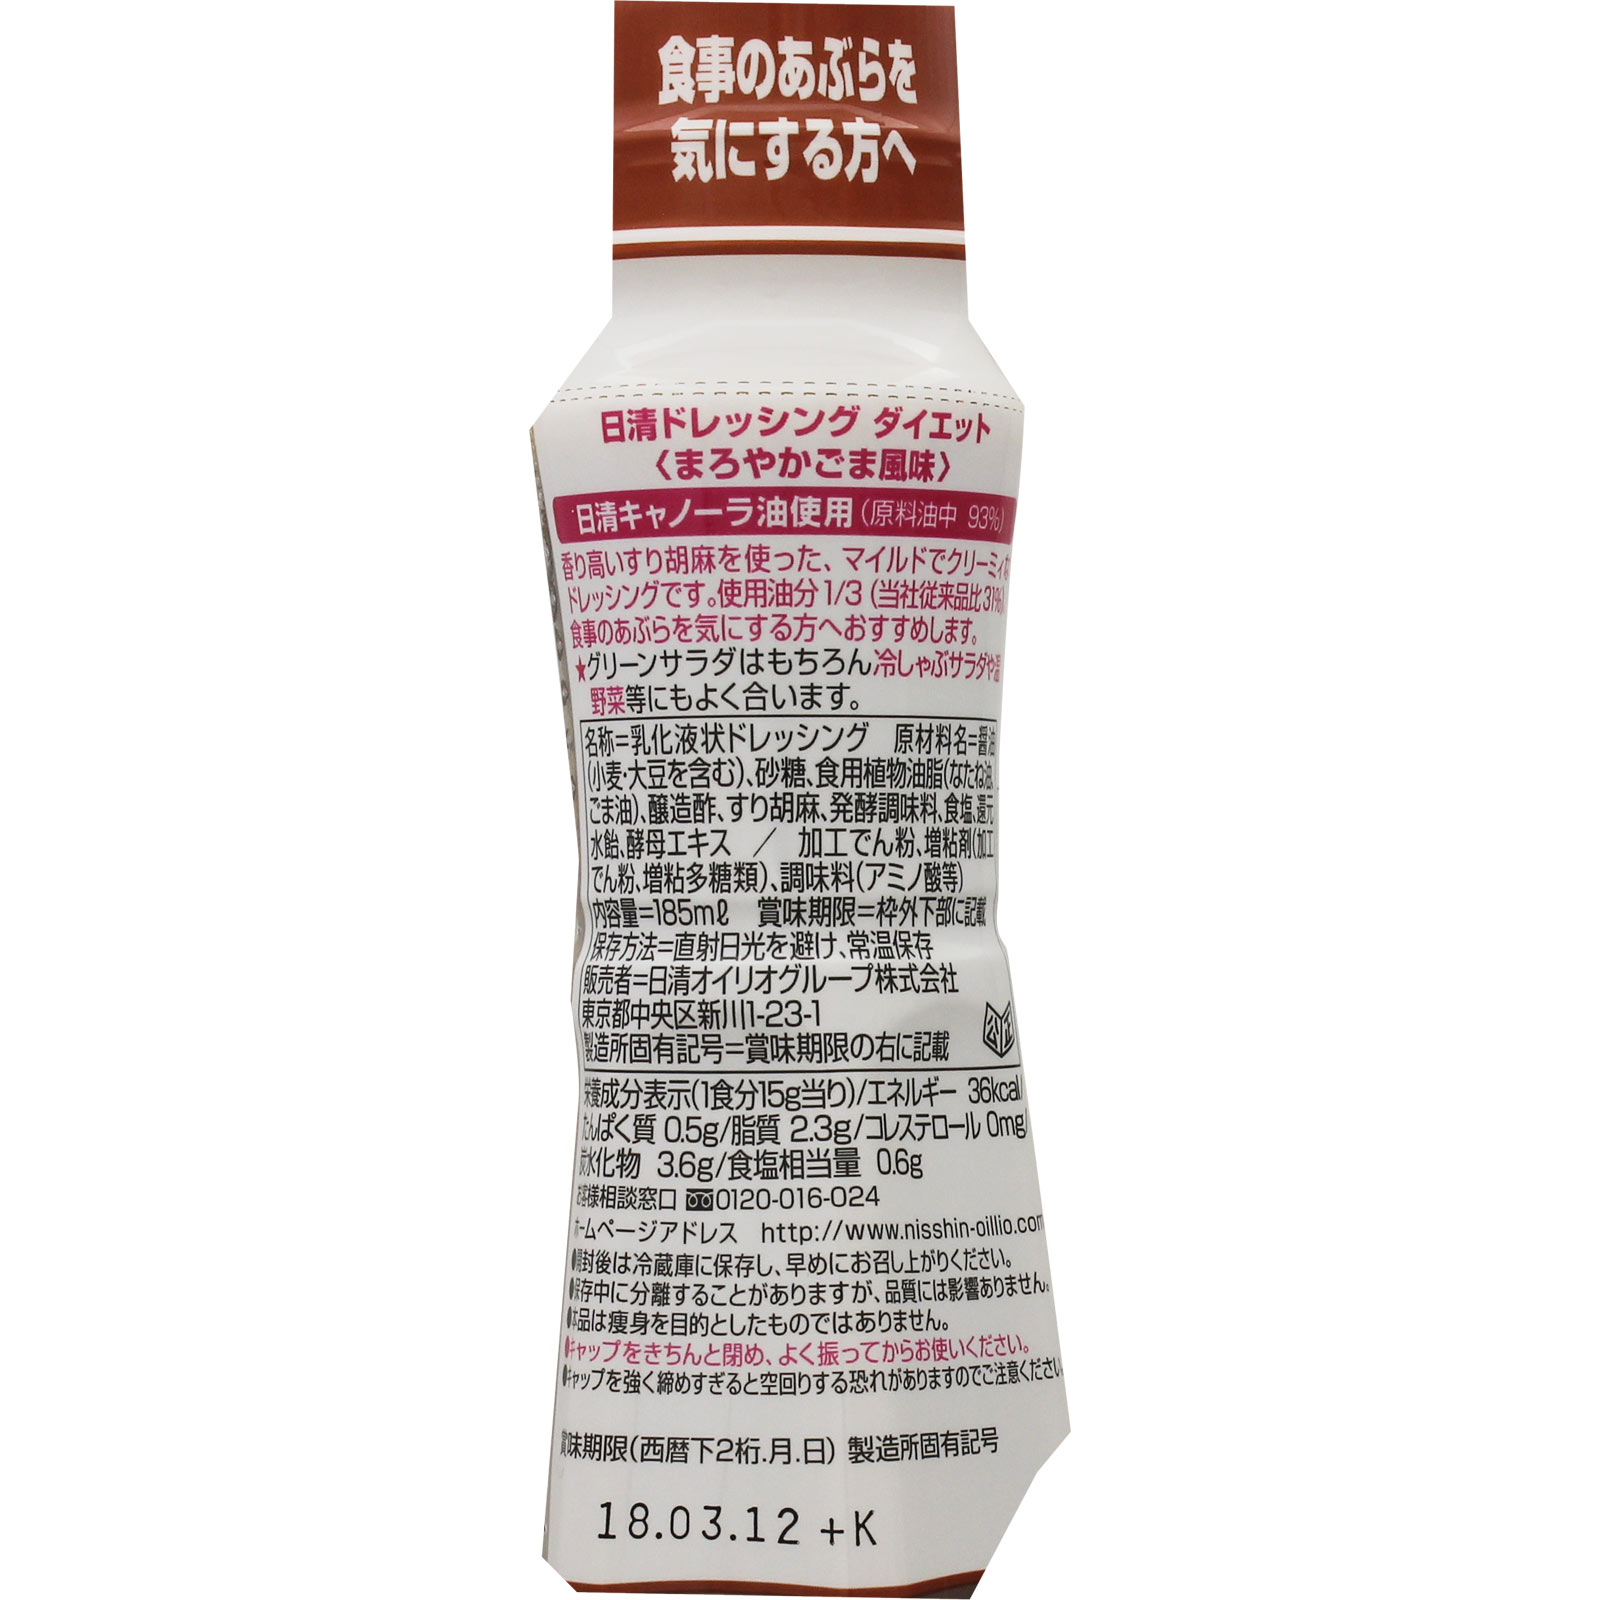 食事のあぶらを
気にする方へ
日清ドレッシング ダイエット
〈まろやかごま風味〉
日清キャノーラ油使用(原料油中 93%)
香り高いすり胡麻を使った、マイルドでクリーミィな
ドレッシングです。使用油分1/3(当社従来品比31%)
食事のあぶらを気にする方へおすすめします。
★グリーンサラダはもちろん冷しゃぶサラダや温
野菜等にもよく合います。
名称=乳化液状ドレッシング 原材料名=醤油
(小麦・大豆を含む)、砂糖、食用植物油脂(なたね油、
ごま油)、醸造酢、すり胡麻、発酵調味料、食塩、還元
水飴、酵母エキス / 加工でん粉、増粘剤(加工
でん粉、増粘多糖類)、調味料(アミノ酸等)
内容量=185mℓ 賞味期限=枠外下部に記載
保存方法=直射日光を避け、常温保存
販売者=日清オイリオグループ株式会社
東京都中央区新川1-23-1
製造所固有記号=賞味期限の右に記載
公正
栄養成分表示(1食分15g当り)/エネルギー 36kcal/
たんぱく質 0.5g/脂質 2.3g/コレステロール 0mg/
炭水化物 3.6g/食塩相当量 0.6g
お客様相談窓口 0120-016-024
ホームページアドレス http://www.nisshin-oillio.com
●開封後は冷蔵庫に保存し、早めにお召し上がりください。
●保存中に分離することがありますが、品質には影響ありません。
●本品は痩身を目的としたものではありません。
●キャップをきちんと閉め、よく振ってからお使いください。
●キャップを強く締めすぎると空回りする恐れがありますのでご注意ください
賞味期限(西暦下2桁.月.日) 製造所固有記号
18.03.12 +K